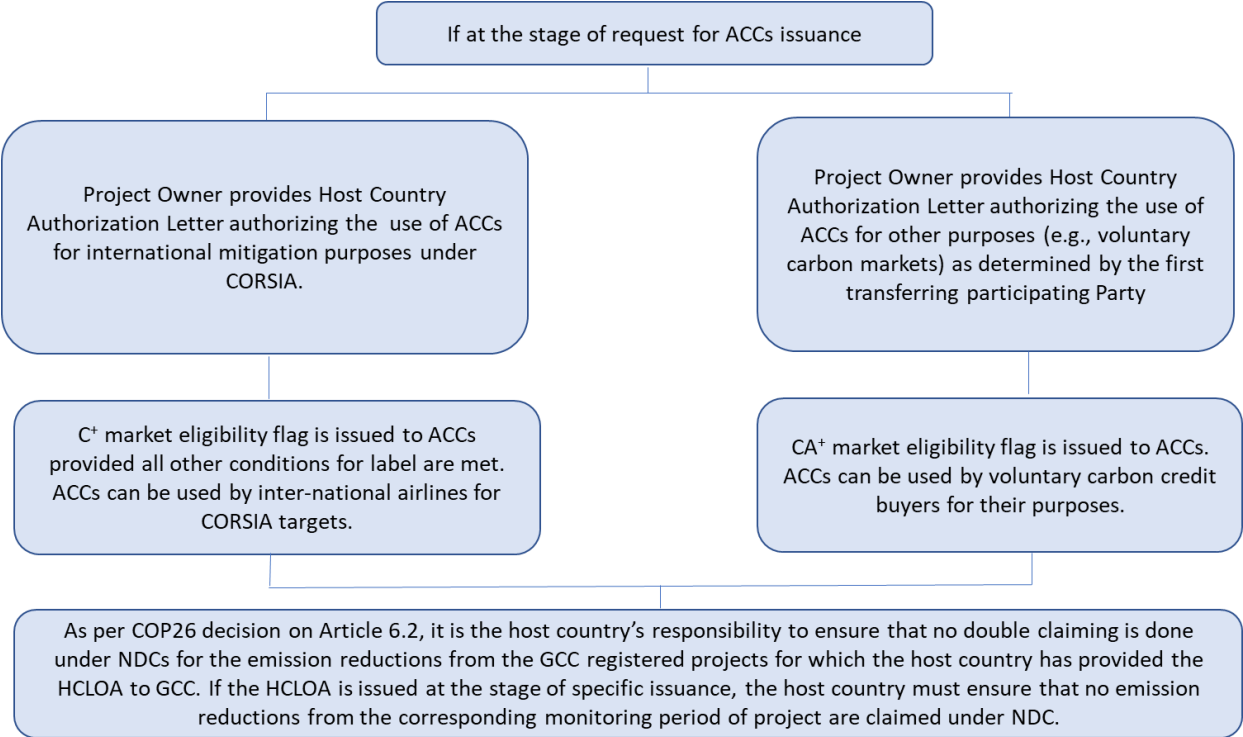 If at the stage of request for ACCs issuance
Project Owner provides Host Country
Authorization Letter authorizing the use of ACCs
for international mitigation purposes under
CORSIA.
Project Owner provides Host Country
Authorization Letter authorizing the use of
ACCs for other purposes (e.g., voluntary
carbon markets) as determined by the first
transferring participating Party
C⁺ market eligibility flag is issued to ACCs
provided all other conditions for label are met.
ACCs can be used by inter-national airlines for
CORSIA targets.
CA⁺ market eligibility flag is issued to ACCs.
ACCs can be used by voluntary carbon credit
buyers for their purposes.
As per COP26 decision on Article 6.2, it is the host country’s responsibility to ensure that no double claiming is done
under NDCs for the emission reductions from the GCC registered projects for which the host country has provided the
HCLOA to GCC. If the HCLOA is issued at the stage of specific issuance, the host country must ensure that no emission
reductions from the corresponding monitoring period of project are claimed under NDC.